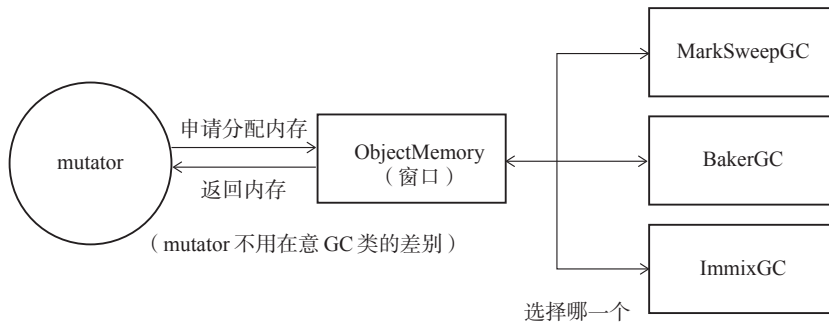 mutator
申请分配内存
返回内存
ObjectMemory
（窗口）
（mutator 不用在意 GC 类的差别）
MarkSweepGC
BakerGC
ImmixGC
选择哪一个